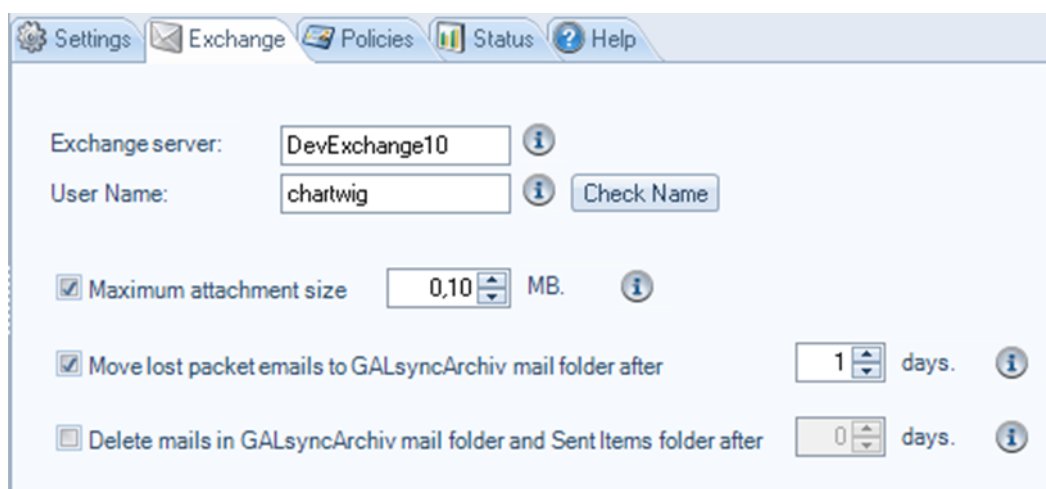 Settings Exchange Policies Status Help
Exchange server: DevExchange10
User Name: chartwig Check Name
Maximum attachment size 0,10 MB.
Move lost packet emails to GALsyncArchiv mail folder after 1 days.
Delete mails in GALsyncArchiv mail folder and Sent Items folder after 0 days.